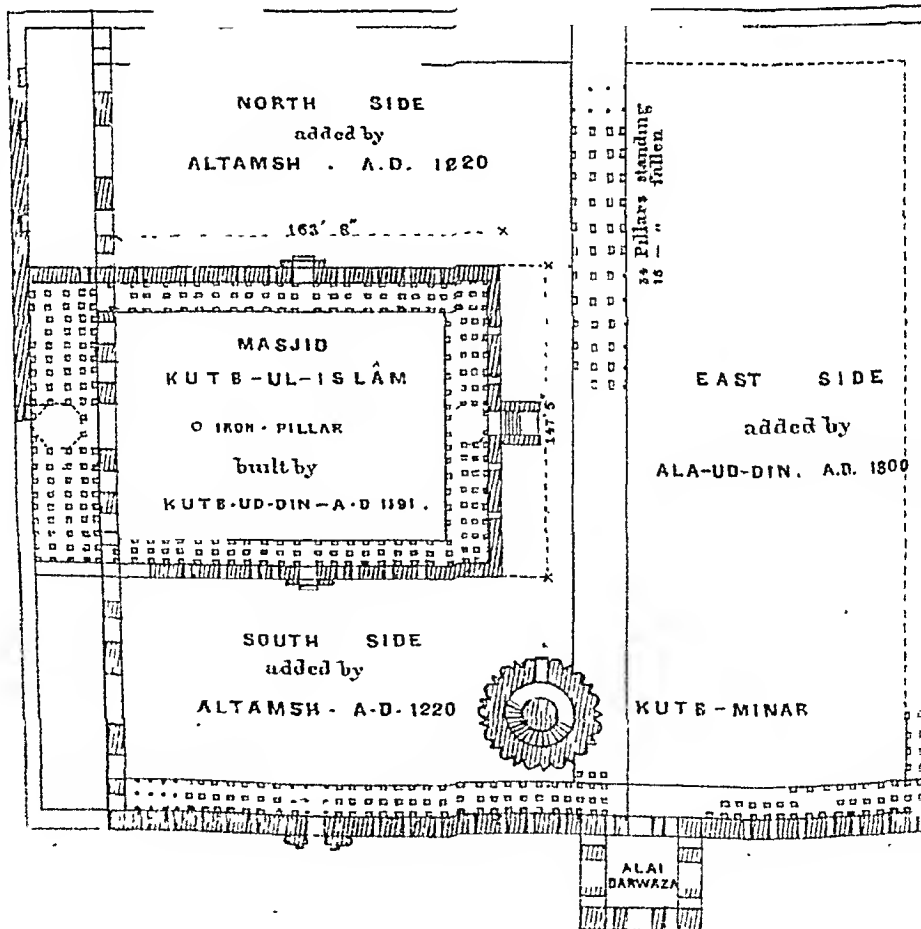 NORTH SIDE
added by
ALTAMSH . A.D. 1220
163' 8"
34 Pillars standing
15 — „ fallen
MASJID
KUTB-UL-ISLÂM
IRON - PILLAR
built by
KUTB-UD-DIN-A-D 1191.
147' 5"
EAST SIDE
added by
ALA-UD-DIN. A.D. 1300
SOUTH SIDE
added by
ALTAMSH - A-D-1220
KUTB-MINAR
ALAI
DARWAZA